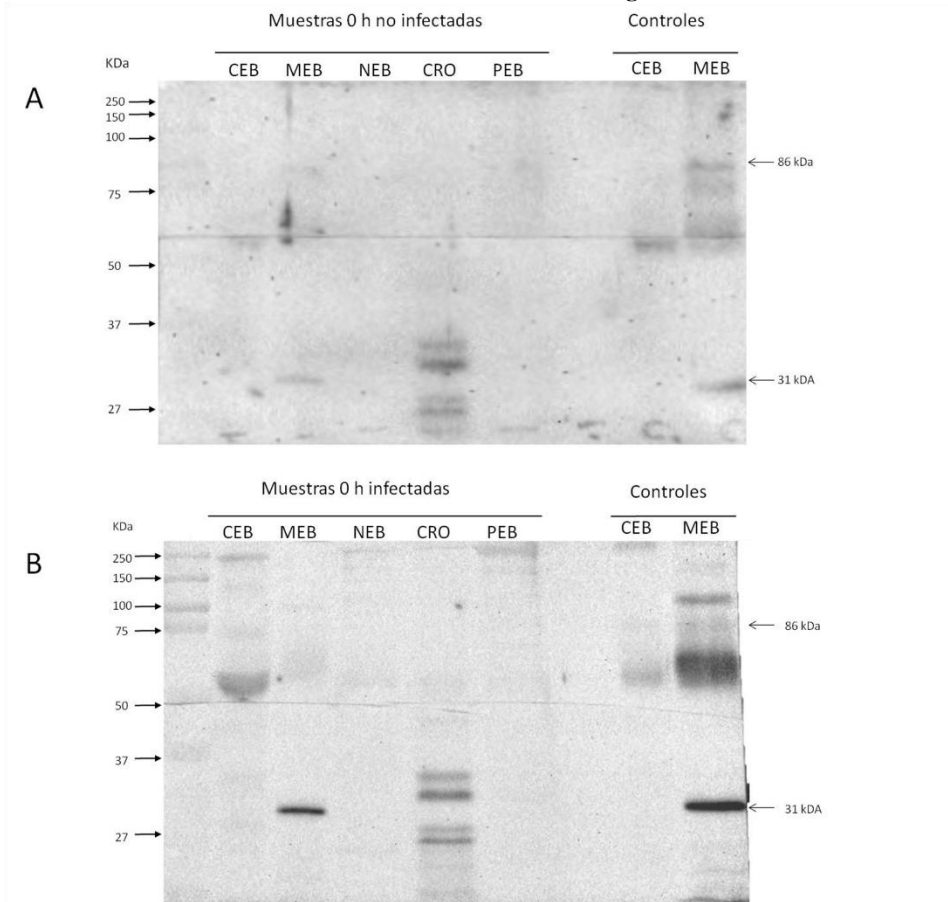 Muestras 0 h no infectadas
Controles
KDa
CEB MEB NEB CRO PEB
CEB MEB
A
250
150
100
86 kDa
75
50
37
31 kDA
27
Muestras 0 h infectadas
Controles
KDa
CEB MEB NEB CRO PEB
CEB MEB
B
250
150
100
86 kDa
75
50
37
31 kDA
27